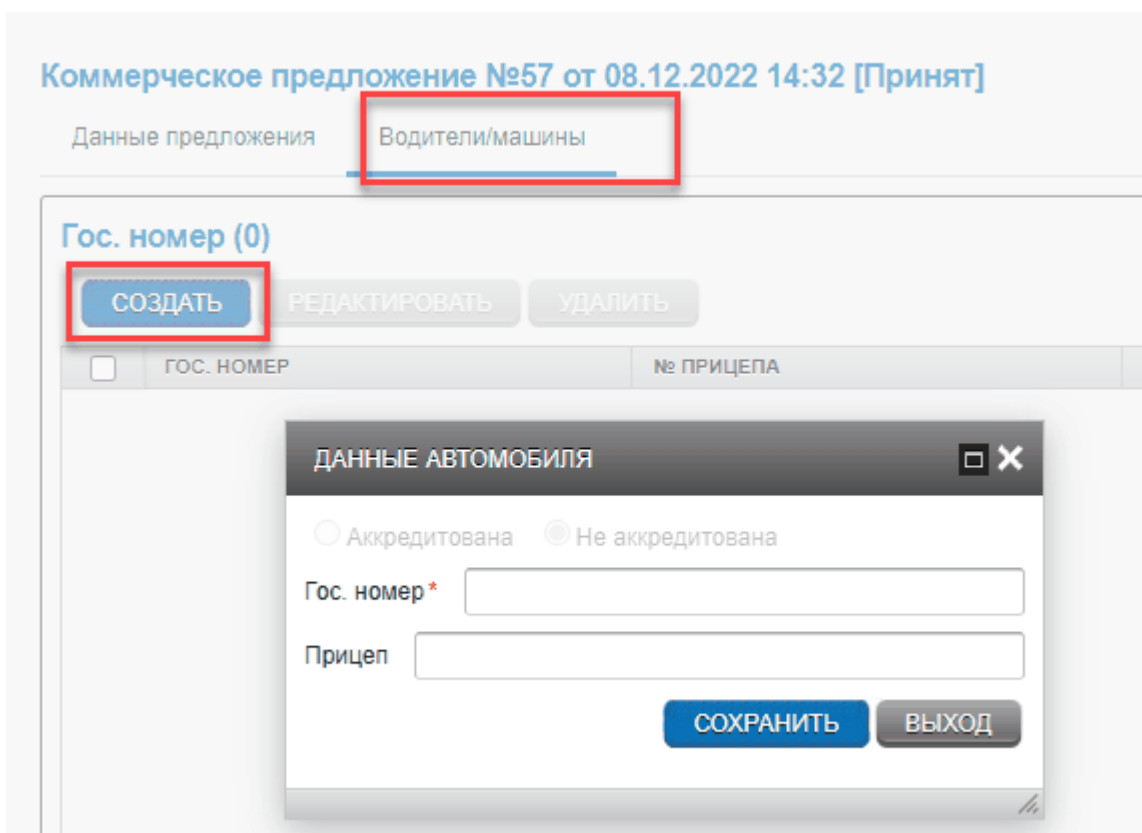 Коммерческое предложение №57 от 08.12.2022 14:32 [Принят]
Данные предложения Водители/машины
Гос. номер (0)
СОЗДАТЬ РЕДАКТИРОВАТЬ УДАЛИТЬ
ГОС. НОМЕР № ПРИЦЕПА
ДАННЫЕ АВТОМОБИЛЯ
Аккредитована Не аккредитована
Гос. номер *
Прицеп
СОХРАНИТЬ ВЫХОД